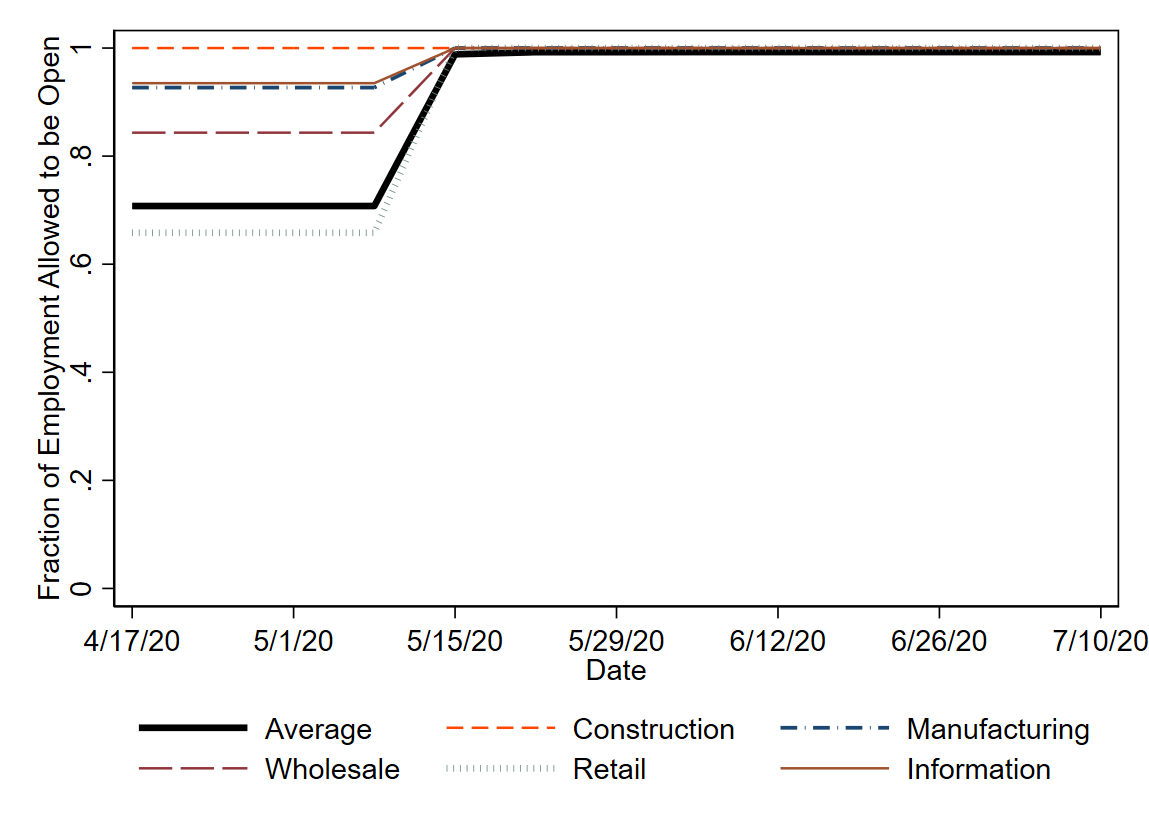 Fraction of Employment Allowed to be Open
1
.8
.6
.4
.2
0
4/17/20 5/1/20 5/15/20 5/29/20 6/12/20 6/26/20 7/10/20
Date
Average Construction Manufacturing
Wholesale Retail Information